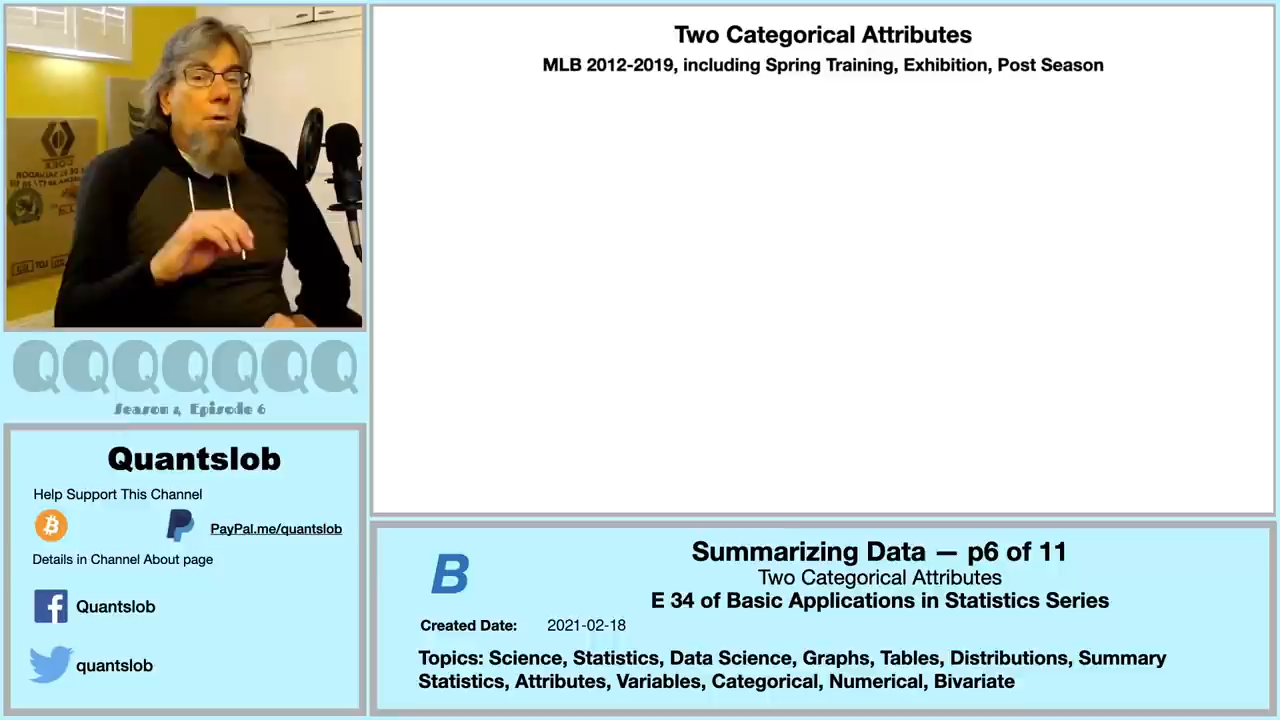 Two Categorical Attributes
MLB 2012-2019, including Spring Training, Exhibition, Post Season
QQQQQQQ
Season 4, Episode 6
Quantslob
Help Support This Channel
PayPal.me/quantslob
Details in Channel About page
Quantslob
quantslob
Summarizing Data — p6 of 11
Two Categorical Attributes
B
E 34 of Basic Applications in Statistics Series
Created Date: 2021-02-18
Topics: Science, Statistics, Data Science, Graphs, Tables, Distributions, Summary
Statistics, Attributes, Variables, Categorical, Numerical, Bivariate